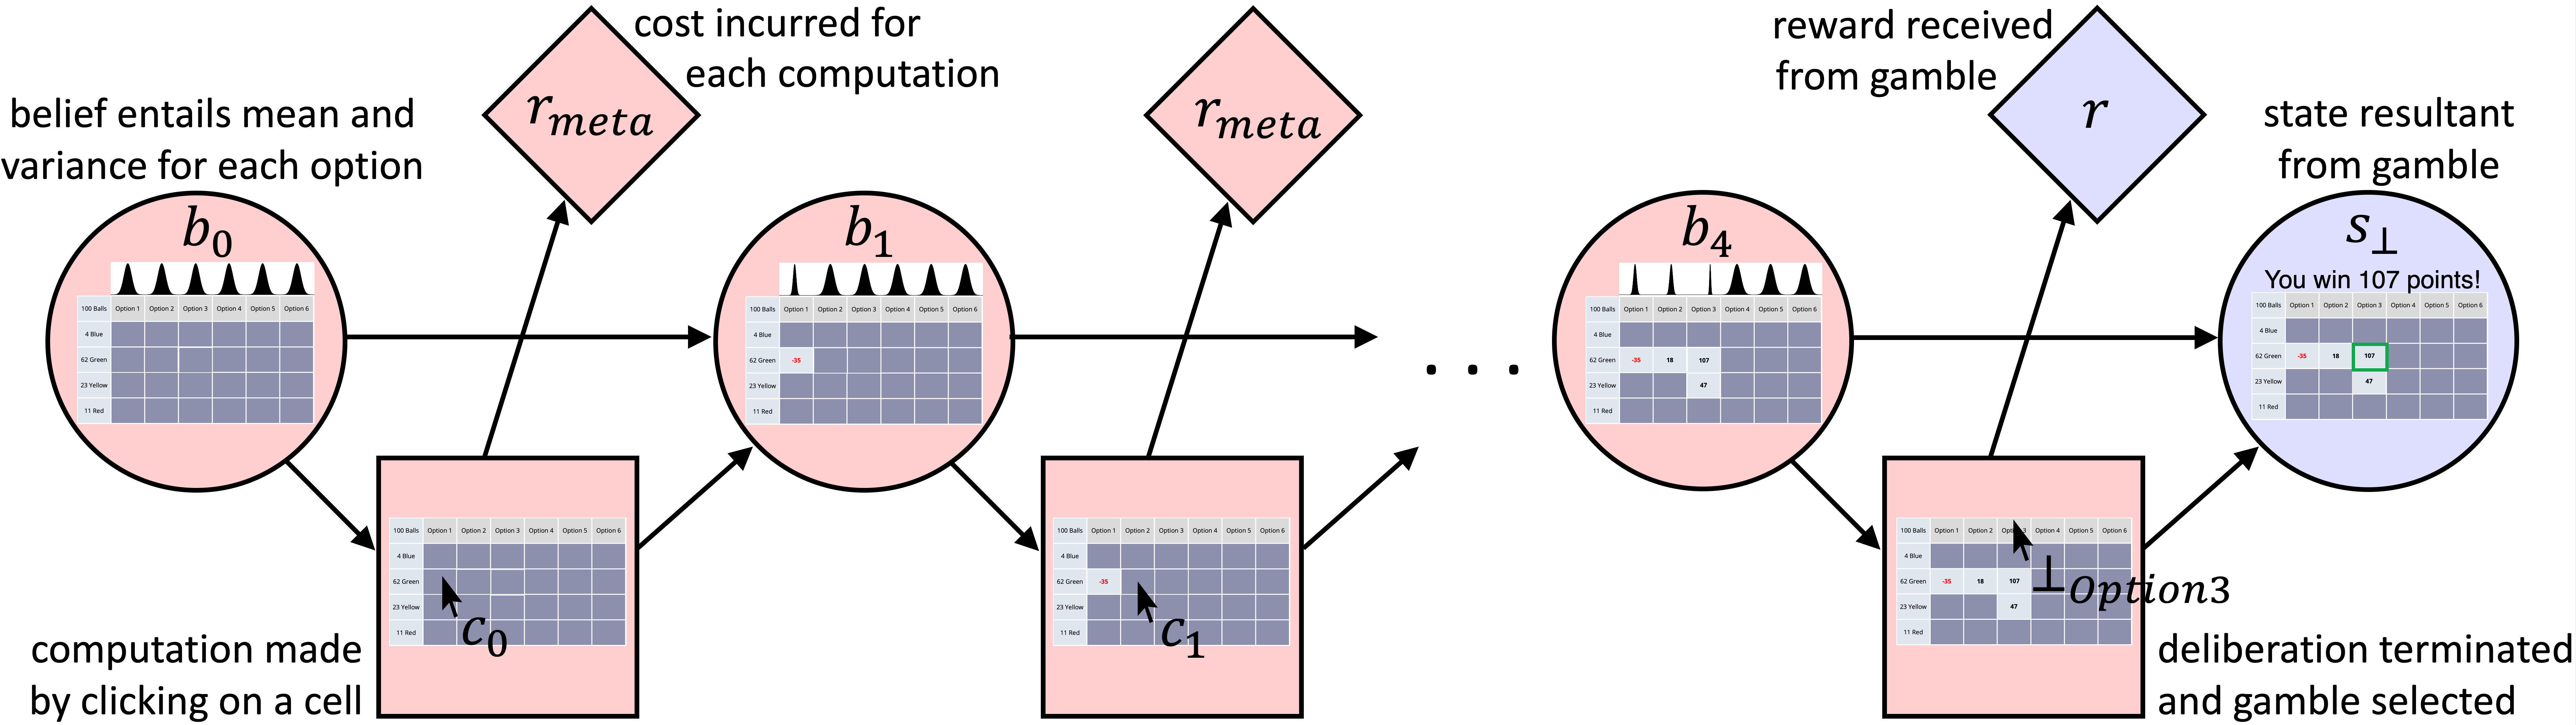 cost incurred for
each computation
r_meta
r_meta
reward received
from gamble
r
belief entails mean and
variance for each option
state resultant
from gamble
b_0
100 Balls Option 1 Option 2 Option 3 Option 4 Option 5 Option 6
4 Blue
62 Green
23 Yellow
11 Red
b_1
100 Balls Option 1 Option 2 Option 3 Option 4 Option 5 Option 6
4 Blue
62 Green -35
23 Yellow
11 Red
. . .
b_4
100 Balls Option 1 Option 2 Option 3 Option 4 Option 5 Option 6
4 Blue
62 Green -35 18 107
23 Yellow 47
11 Red
s_⊥
You win 107 points!
100 Balls Option 1 Option 2 Option 3 Option 4 Option 5 Option 6
4 Blue
62 Green -35 18 107
23 Yellow 47
11 Red
100 Balls Option 1 Option 2 Option 3 Option 4 Option 5 Option 6
4 Blue
62 Green
23 Yellow
11 Red
c_0
computation made
by clicking on a cell
100 Balls Option 1 Option 2 Option 3 Option 4 Option 5 Option 6
4 Blue
62 Green -35
23 Yellow
11 Red
c_1
100 Balls Option 1 Option 2 Option 3 Option 4 Option 5 Option 6
4 Blue
62 Green -35 18 107
23 Yellow 47
11 Red
⊥_Option3
deliberation terminated
and gamble selected